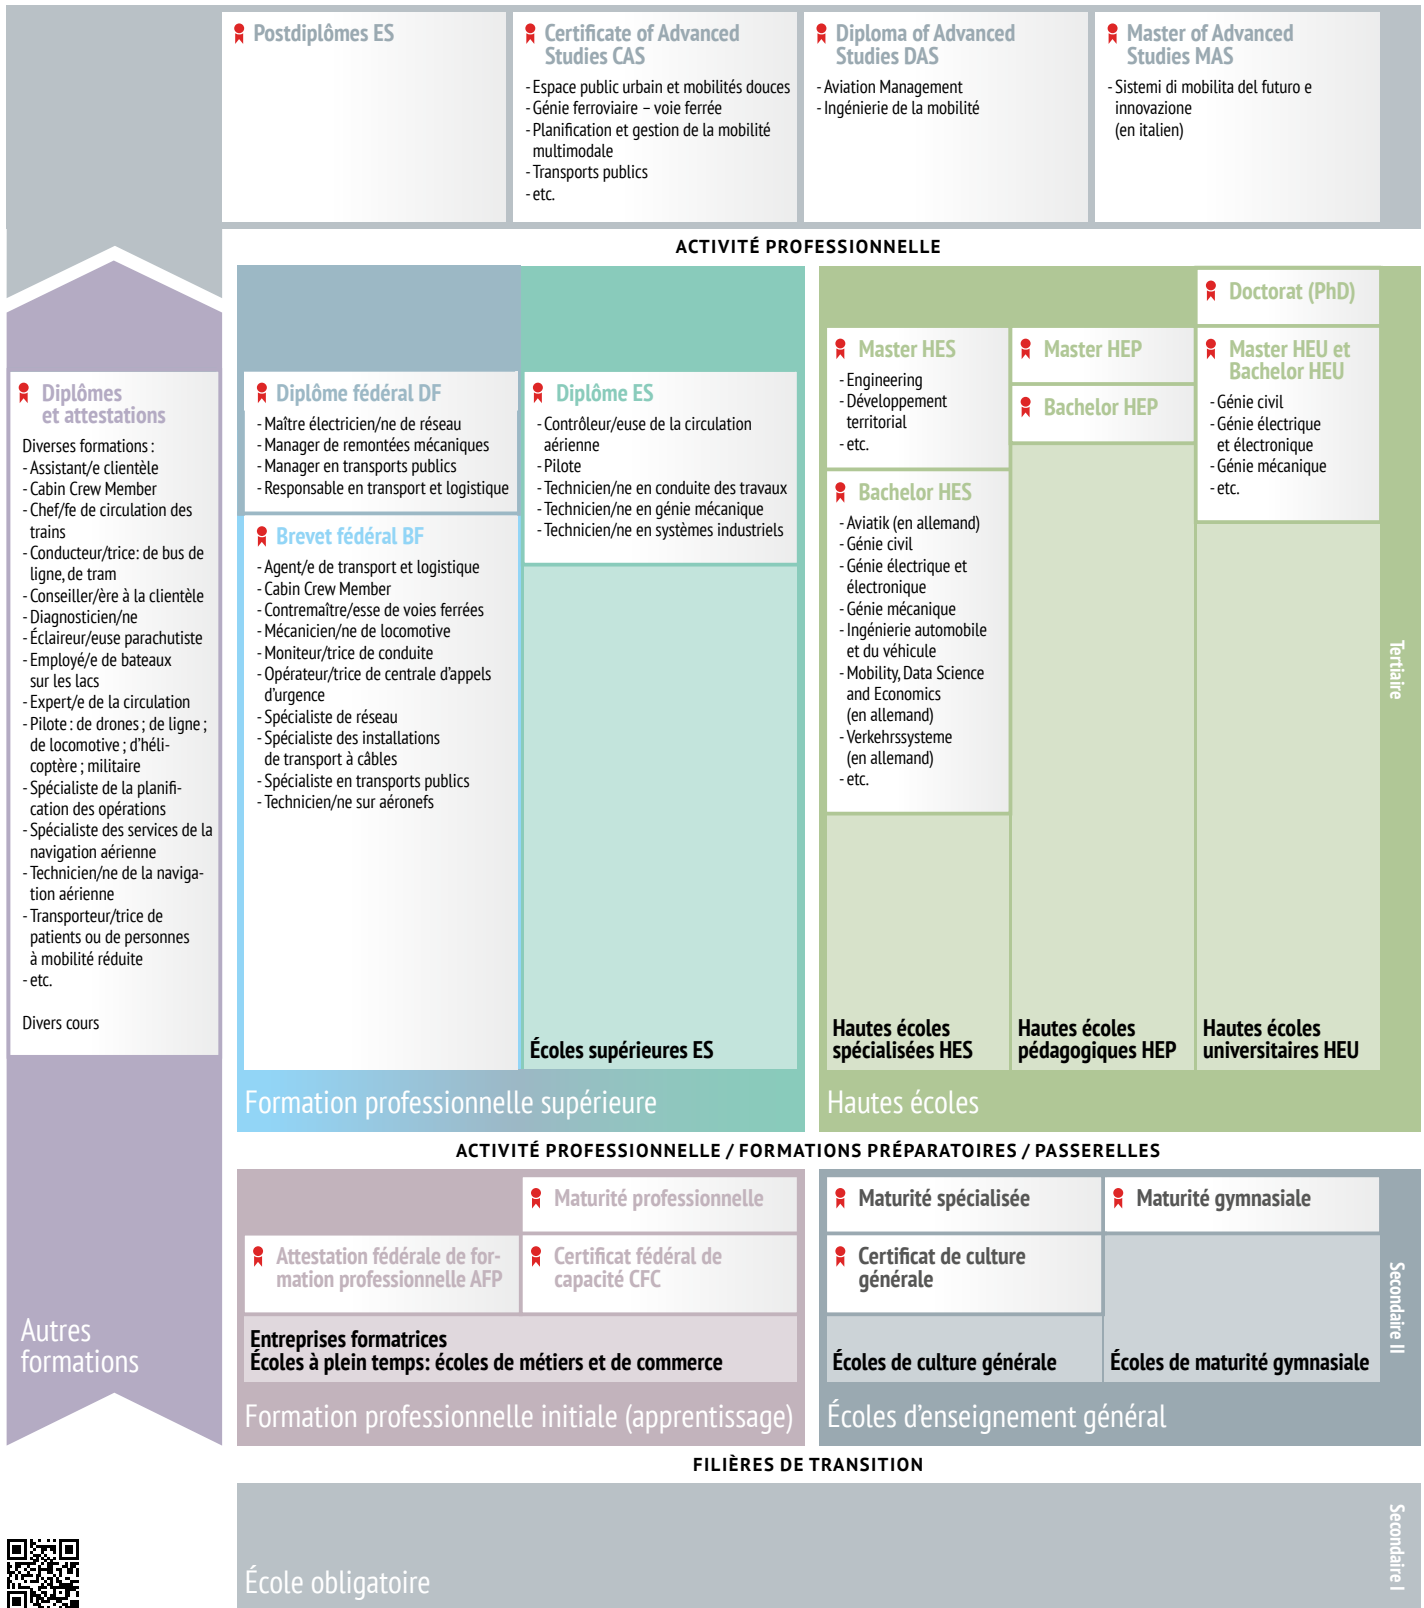 Postdiplômes ES
Certificate of Advanced
Studies CAS
- Espace public urbain et mobilités douces
- Génie ferroviaire – voie ferrée
- Planification et gestion de la mobilité
multimodale
- Transports publics
- etc.
Diploma of Advanced
Studies DAS
- Aviation Management
- Ingénierie de la mobilité
Master of Advanced
Studies MAS
- Sistemi di mobilita del futuro e
innovazione
(en italien)
ACTIVITÉ PROFESSIONNELLE
Diplômes
et attestations
Diverses formations :
- Assistant/e clientèle
- Cabin Crew Member
- Chef/fe de circulation des
trains
- Conducteur/trice: de bus de
ligne, de tram
- Conseiller/ère à la clientèle
- Diagnosticien/ne
- Éclaireur/euse parachutiste
- Employé/e de bateaux
sur les lacs
- Expert/e de la circulation
- Pilote : de drones ; de ligne ;
de locomotive ; d'héli-
coptère ; militaire
- Spécialiste de la planifi-
cation des opérations
- Spécialiste des services de la
navigation aérienne
- Technicien/ne de la naviga-
tion aérienne
- Transporteur/trice de
patients ou de personnes
à mobilité réduite
- etc.
Divers cours
Autres
formations
Diplôme fédéral DF
- Maître électricien/ne de réseau
- Manager de remontées mécaniques
- Manager en transports publics
- Responsable en transport et logistique
Brevet fédéral BF
- Agent/e de transport et logistique
- Cabin Crew Member
- Contremaître/esse de voies ferrées
- Mécanicien/ne de locomotive
- Moniteur/trice de conduite
- Opérateur/trice de centrale d'appels
d'urgence
- Spécialiste de réseau
- Spécialiste des installations
de transport à câbles
- Spécialiste en transports publics
- Technicien/ne sur aéronefs
Diplôme ES
- Contrôleur/euse de la circulation
aérienne
- Pilote
- Technicien/ne en conduite des travaux
- Technicien/ne en génie mécanique
- Technicien/ne en systèmes industriels
Écoles supérieures ES
Formation professionnelle supérieure
Master HES
- Engineering
- Développement
territorial
- etc.
Bachelor HES
- Aviatik (en allemand)
- Génie civil
- Génie électrique et
électronique
- Génie mécanique
- Ingénierie automobile
et du véhicule
- Mobility, Data Science
and Economics
(en allemand)
- Verkehrssysteme
(en allemand)
- etc.
Hautes écoles
spécialisées HES
Master HEP
Bachelor HEP
Hautes écoles
pédagogiques HEP
Doctorat (PhD)
Master HEU et
Bachelor HEU
- Génie civil
- Génie électrique
et électronique
- Génie mécanique
- etc.
Hautes écoles
universitaires HEU
Hautes écoles
Tertiaire
ACTIVITÉ PROFESSIONNELLE / FORMATIONS PRÉPARATOIRES / PASSERELLES
Maturité professionnelle
Attestation fédérale de for-
mation professionnelle AFP
Certificat fédéral de
capacité CFC
Entreprises formatrices
Écoles à plein temps: écoles de métiers et de commerce
Formation professionnelle initiale (apprentissage)
Maturité spécialisée
Certificat de culture
générale
Écoles de culture générale
Maturité gymnasiale
Écoles de maturité gymnasiale
Écoles d'enseignement général
Secondaire II
FILIÈRES DE TRANSITION
École obligatoire
Secondaire I